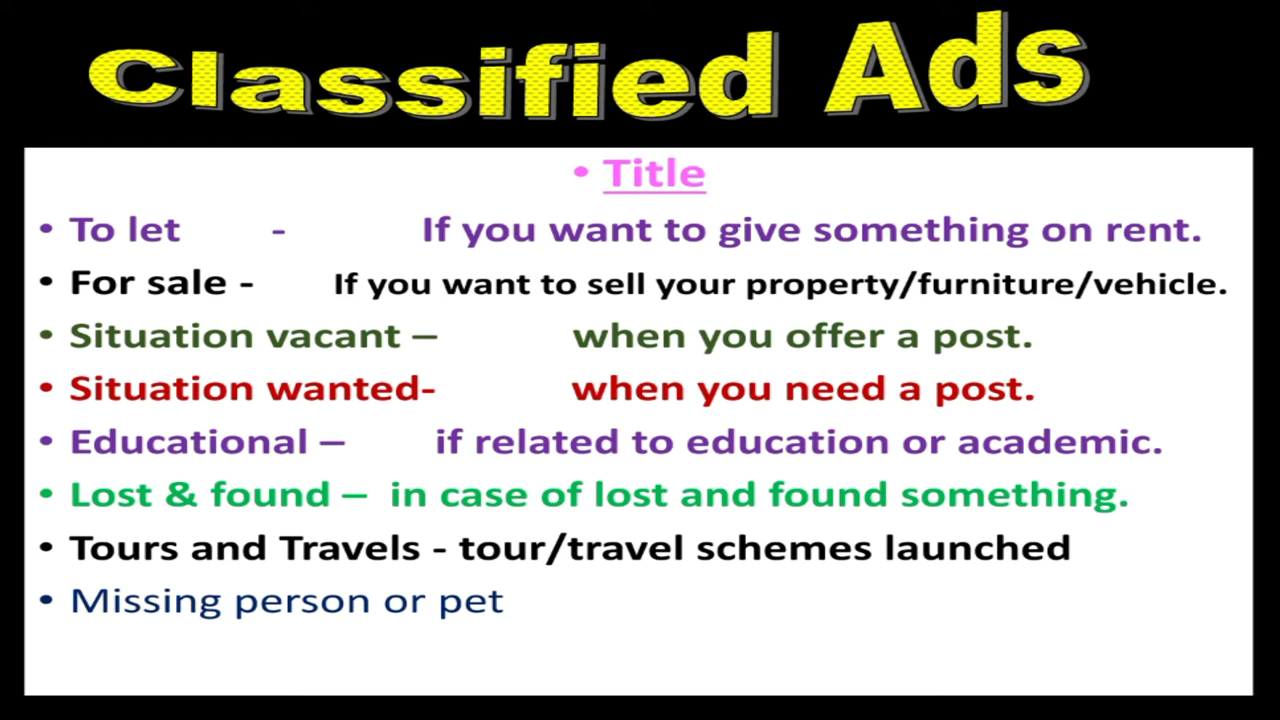 Classified Ads
• Title
• To let - If you want to give something on rent.
• For sale - If you want to sell your property/furniture/vehicle.
• Situation vacant – when you offer a post.
• Situation wanted- when you need a post.
• Educational – if related to education or academic.
• Lost & found – in case of lost and found something.
• Tours and Travels - tour/travel schemes launched
• Missing person or pet